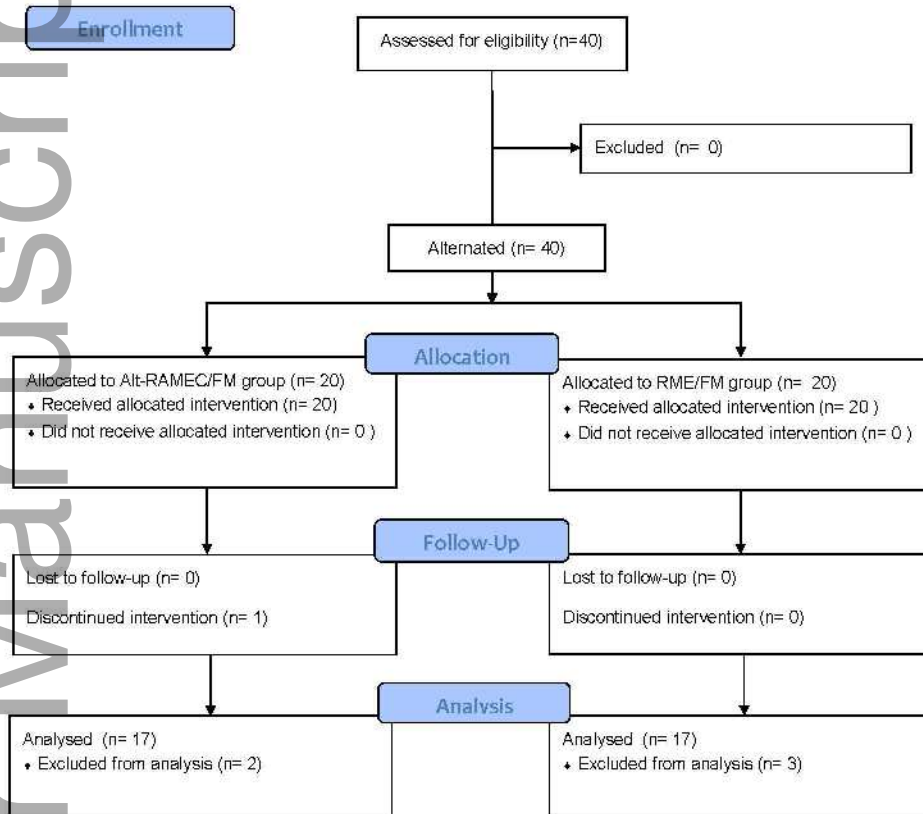 Enrollment
Assessed for eligibility (n=40)
Excluded (n= 0)
Alternated (n= 40)
Allocation
Allocated to Alt-RAMEC/FM group (n= 20)
♦ Received allocated intervention (n= 20)
♦ Did not receive allocated intervention (n= 0 )
Allocated to RME/FM group (n= 20)
♦ Received allocated intervention (n= 20 )
♦ Did not receive allocated intervention (n= 0 )
Follow-Up
Lost to follow-up (n= 0)
Discontinued intervention (n= 1)
Lost to follow-up (n= 0)
Discontinued intervention (n= 0)
Analysis
Analysed (n= 17)
♦ Excluded from analysis (n= 2)
Analysed (n= 17)
♦ Excluded from analysis (n= 3)